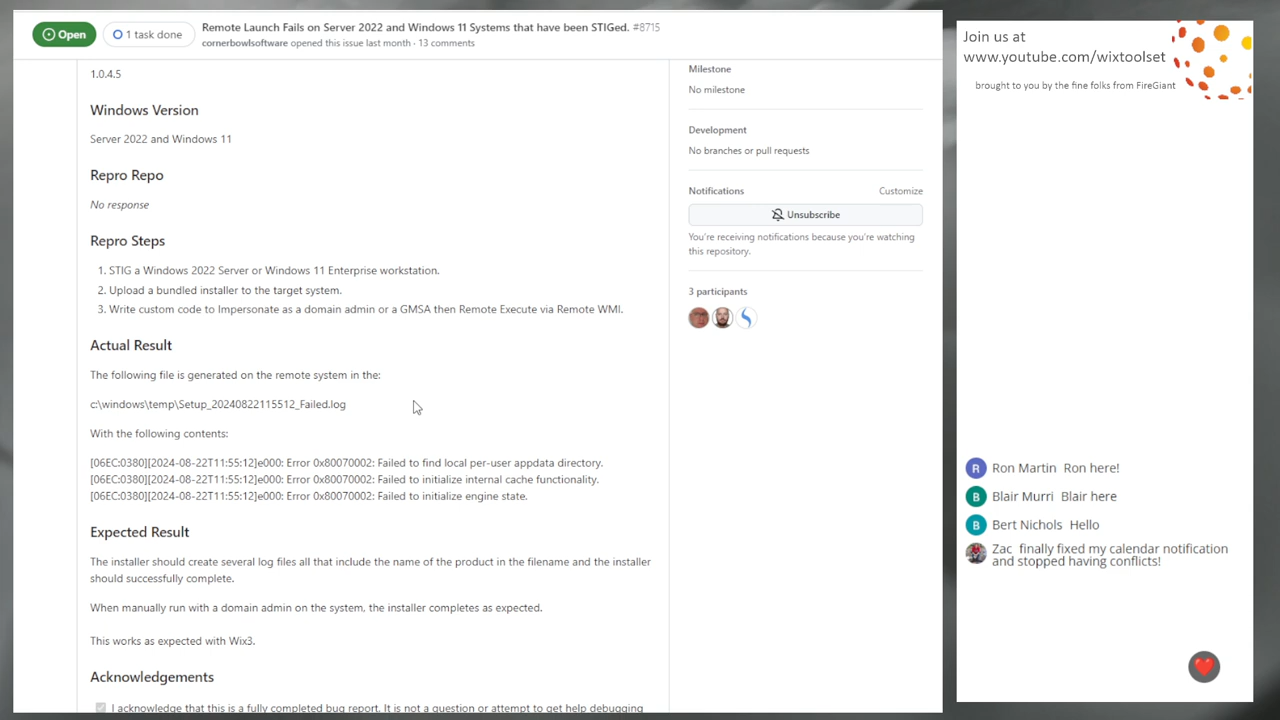 Open
1 task done
Remote Launch Fails on Server 2022 and Windows 11 Systems that have been STIGed. #8715
cornerbowlsoftware opened this issue last month · 13 comments
1.0.4.5
Windows Version
Server 2022 and Windows 11
Repro Repo
No response
Repro Steps
1. STIG a Windows 2022 Server or Windows 11 Enterprise workstation.
2. Upload a bundled installer to the target system.
3. Write custom code to Impersonate as a domain admin or a GMSA then Remote Execute via Remote WMI.
Actual Result
The following file is generated on the remote system in the:
c:\windows\temp\Setup_20240822115512_Failed.log
With the following contents:
[06EC:0380][2024-08-22T11:55:12]e000: Error 0x80070002: Failed to find local per-user appdata directory.
[06EC:0380][2024-08-22T11:55:12]e000: Error 0x80070002: Failed to initialize internal cache functionality.
[06EC:0380][2024-08-22T11:55:12]e000: Error 0x80070002: Failed to initialize engine state.
Expected Result
The installer should create several log files all that include the name of the product in the filename and the installer
should successfully complete.
When manually run with a domain admin on the system, the installer completes as expected.
This works as expected with Wix3.
Acknowledgements
I acknowledge that this is a fully completed bug report. It is not a question or attempt to get help debugging
Milestone
No milestone
Development
No branches or pull requests
Notifications
Customize
Unsubscribe
You're receiving notifications because you're watching
this repository.
3 participants
Join us at
www.youtube.com/wixtoolset
brought to you by the fine folks from FireGiant
R Ron Martin Ron here!
B Blair Murri Blair here
B Bert Nichols Hello
Zac finally fixed my calendar notification
and stopped having conflicts!